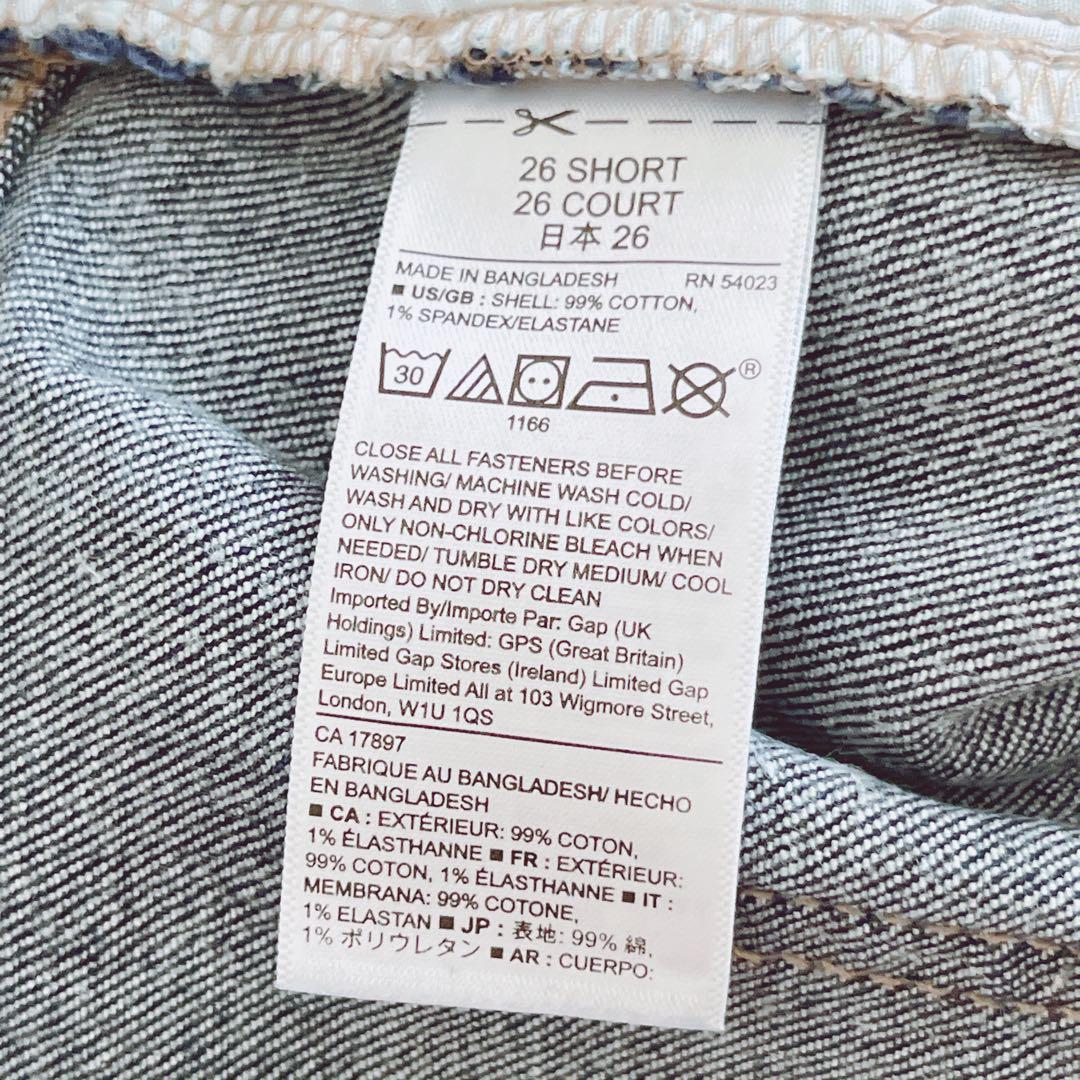 26 SHORT
26 COURT
日本 26
MADE IN BANGLADESH RN 54023
■ US/GB : SHELL: 99% COTTON,
1% SPANDEX/ELASTANE
30 ®
1166
CLOSE ALL FASTENERS BEFORE
WASHING/ MACHINE WASH COLD/
WASH AND DRY WITH LIKE COLORS/
ONLY NON-CHLORINE BLEACH WHEN
NEEDED/ TUMBLE DRY MEDIUM/ COOL
IRON/ DO NOT DRY CLEAN
Imported By/Importe Par: Gap (UK
Holdings) Limited: GPS (Great Britain)
Limited Gap Stores (Ireland) Limited Gap
Europe Limited All at 103 Wigmore Street,
London, W1U 1QS
CA 17897
FABRIQUE AU BANGLADESH/ HECHO
EN BANGLADESH
■ CA : EXTÉRIEUR: 99% COTON,
1% ÉLASTHANNE ■ FR : EXTÉRIEUR:
99% COTON, 1% ÉLASTHANNE ■ IT :
MEMBRANA: 99% COTONE,
1% ELASTAN ■ JP : 表地: 99% 綿,
1% ポリウレタン ■ AR : CUERPO: